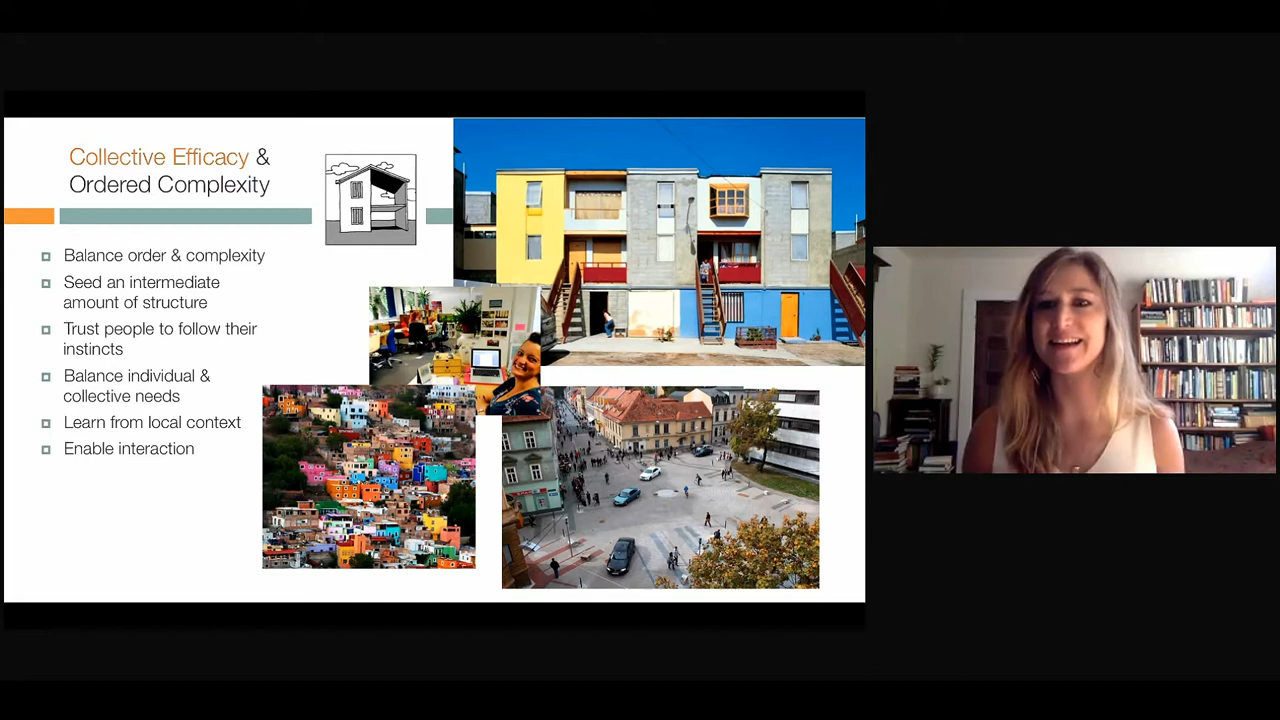 Collective Efficacy &
Ordered Complexity
Balance order & complexity
Seed an intermediate
amount of structure
Trust people to follow their
instincts
Balance individual &
collective needs
Learn from local context
Enable interaction